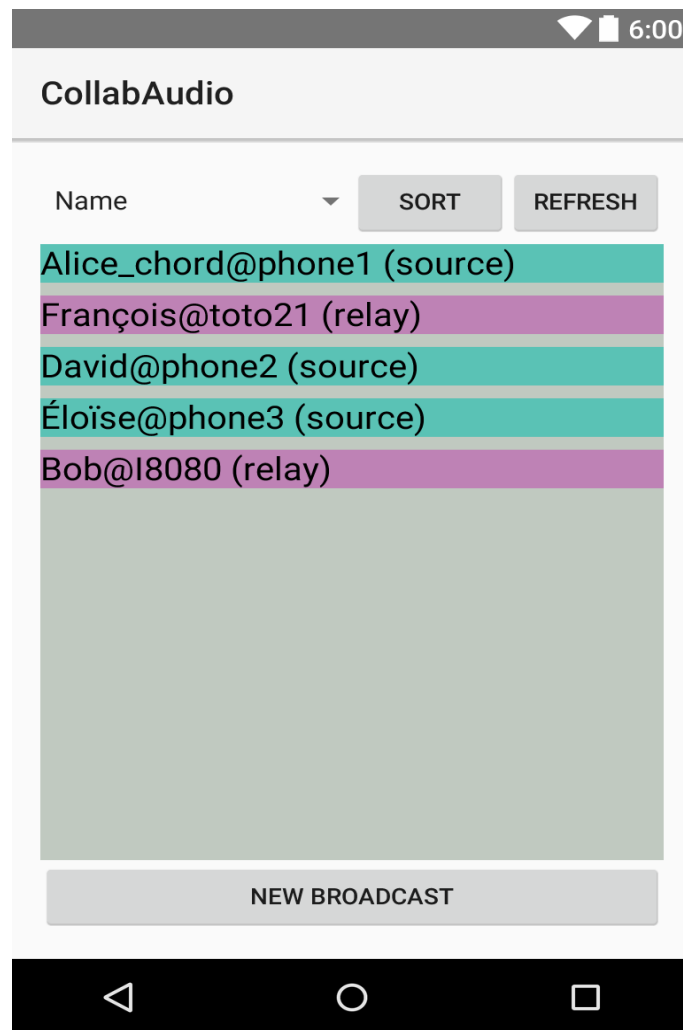 6:00
CollabAudio
Name SORT REFRESH
Alice_chord@phone1 (source)
François@toto21 (relay)
David@phone2 (source)
Éloïse@phone3 (source)
Bob@I8080 (relay)
NEW BROADCAST